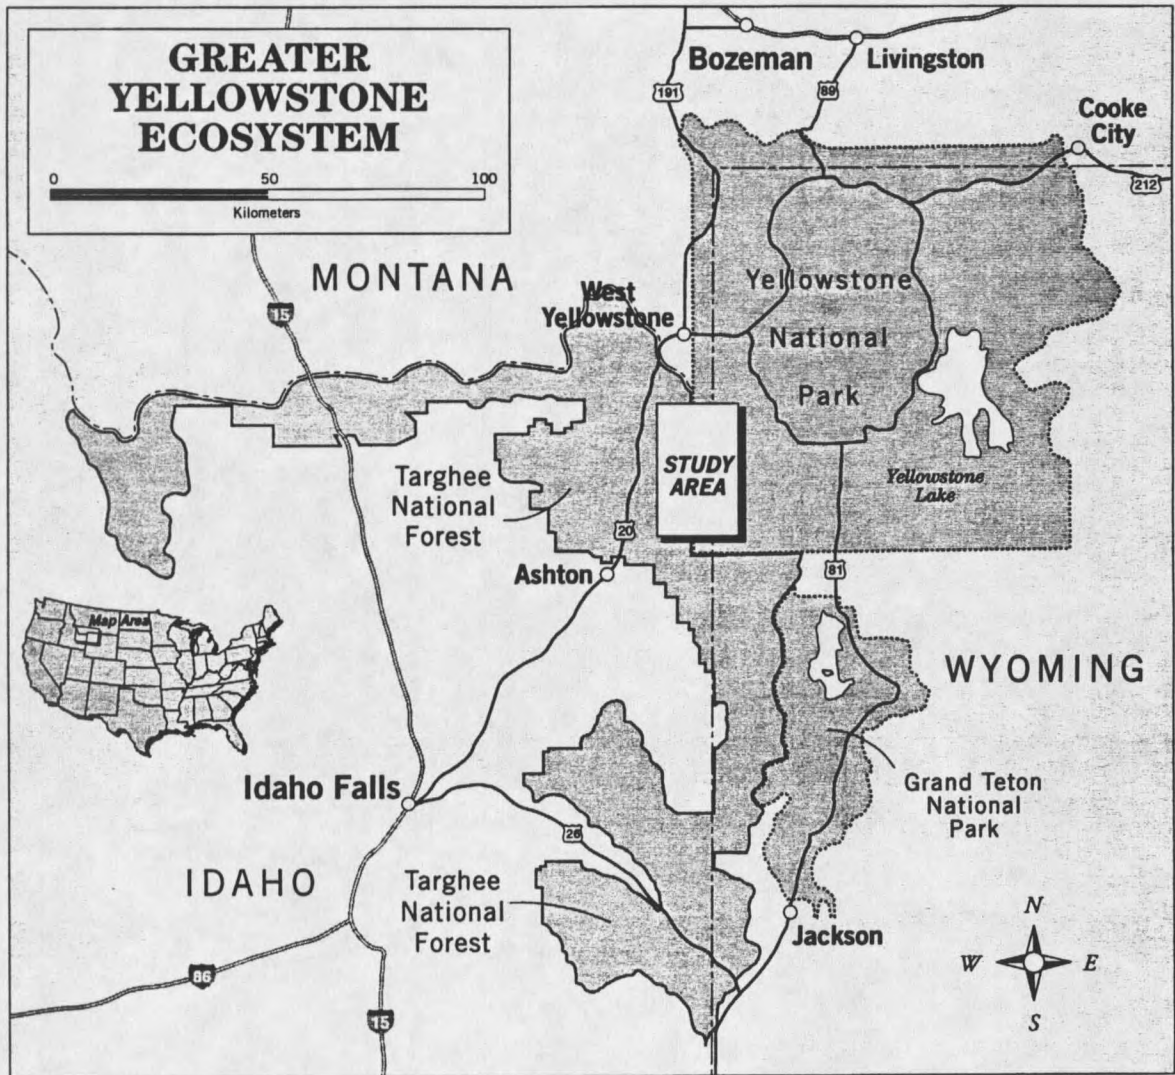 GREATER
YELLOWSTONE
ECOSYSTEM
0 50 100
Kilometers
Bozeman
Livingston
191
89
Cooke
City
212
MONTANA
15
West
Yellowstone
Yellowstone
National
Park
STUDY
AREA
Yellowstone
Lake
Targhee
National
Forest
20
Ashton
81
Map Area
WYOMING
Idaho Falls
26
Grand Teton
National
Park
IDAHO
Targhee
National
Forest
Jackson
86
15
N
W E
S